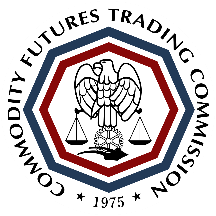 COMMODITY FUTURES TRADING COMMISSION
★ 1975 ★